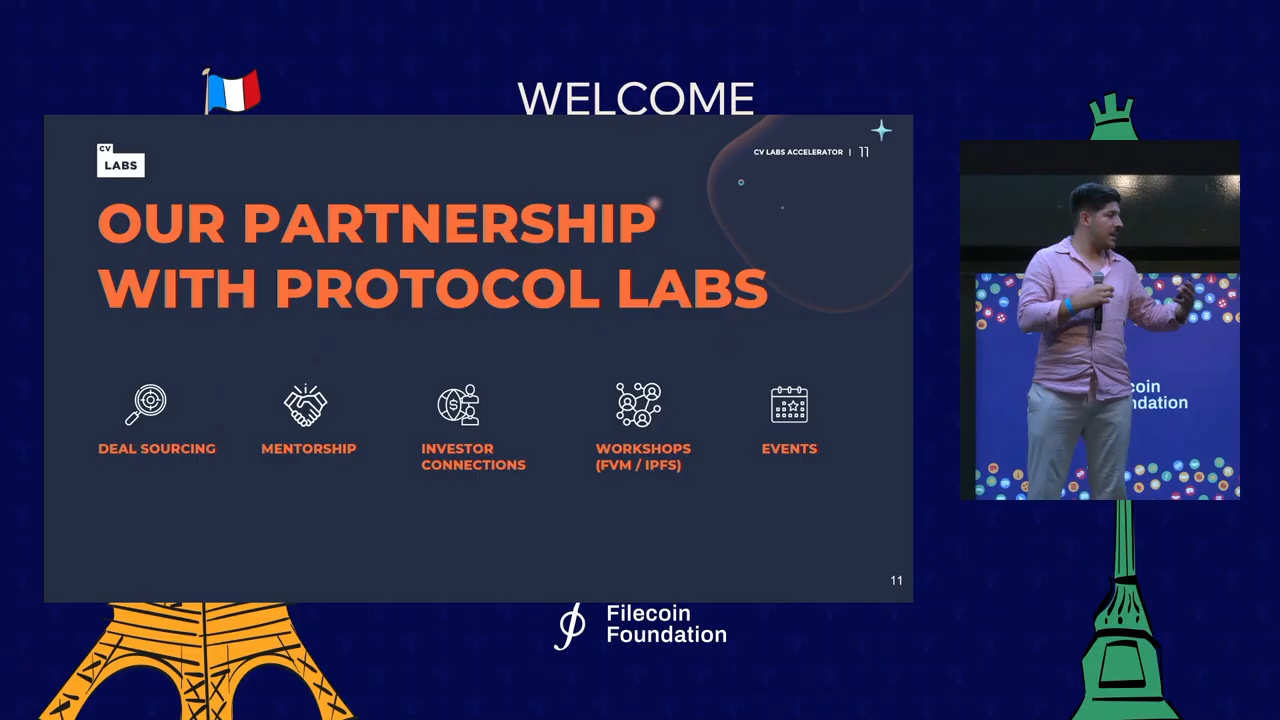 WELCOME
CV
LABS
CV LABS ACCELERATOR | 11
OUR PARTNERSHIP
WITH PROTOCOL LABS
DEAL SOURCING
MENTORSHIP
INVESTOR
CONNECTIONS
WORKSHOPS
(FVM / IPFS)
EVENTS
11
coin
ndation
Filecoin
Foundation